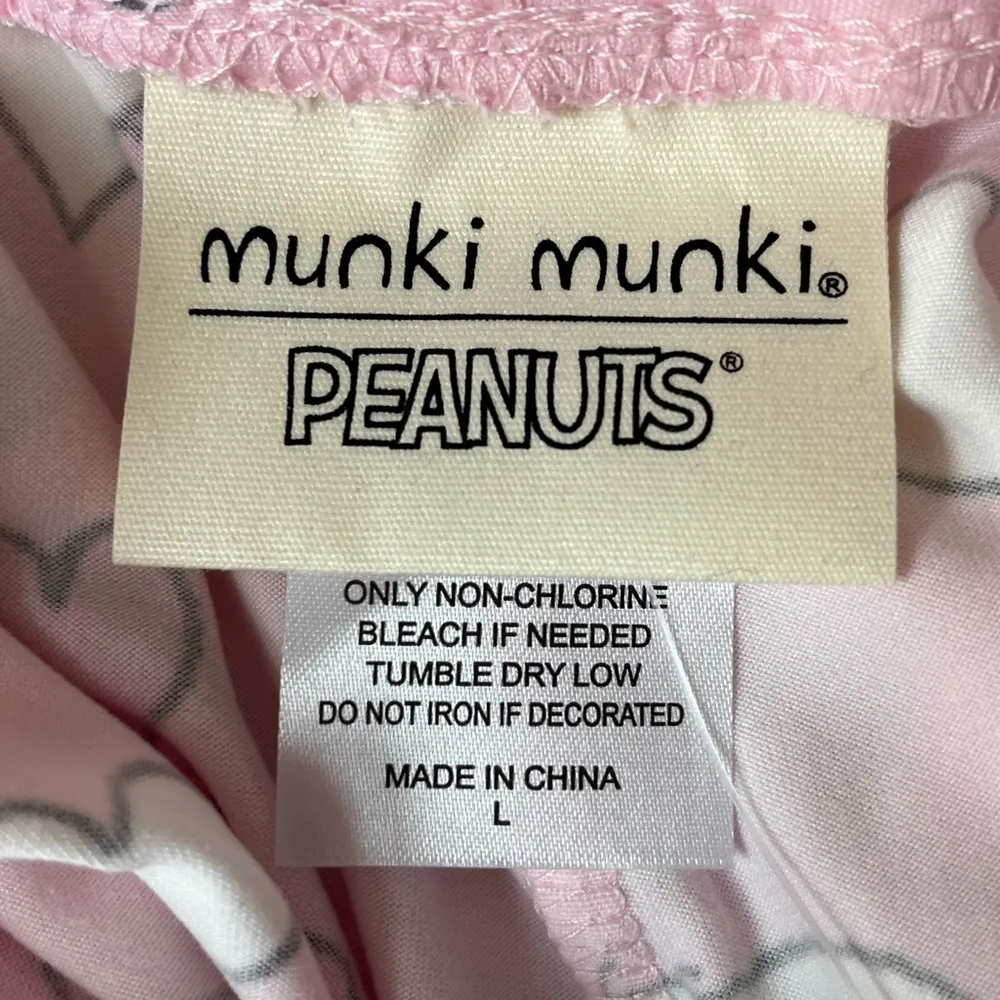 munki munki®
PEANUTS®
ONLY NON-CHLORINE
BLEACH IF NEEDED
TUMBLE DRY LOW
DO NOT IRON IF DECORATED
MADE IN CHINA
L